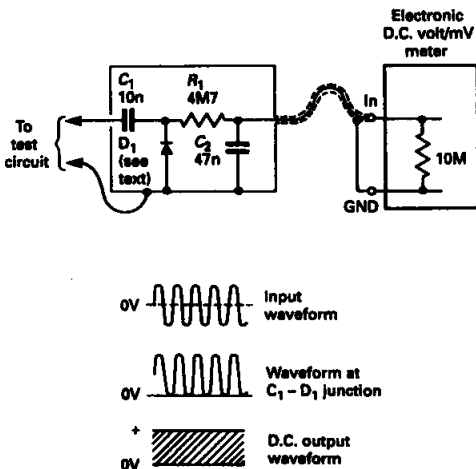 Electronic
D.C. volt/mV
meter
C1
10n
R1
4M7
In
To
test
circuit
D1
(see
text)
C2
47n
10M
GND
0V
Input
waveform
0V
Waveform at
C1 – D1 junction
+
0V
D.C. output
waveform